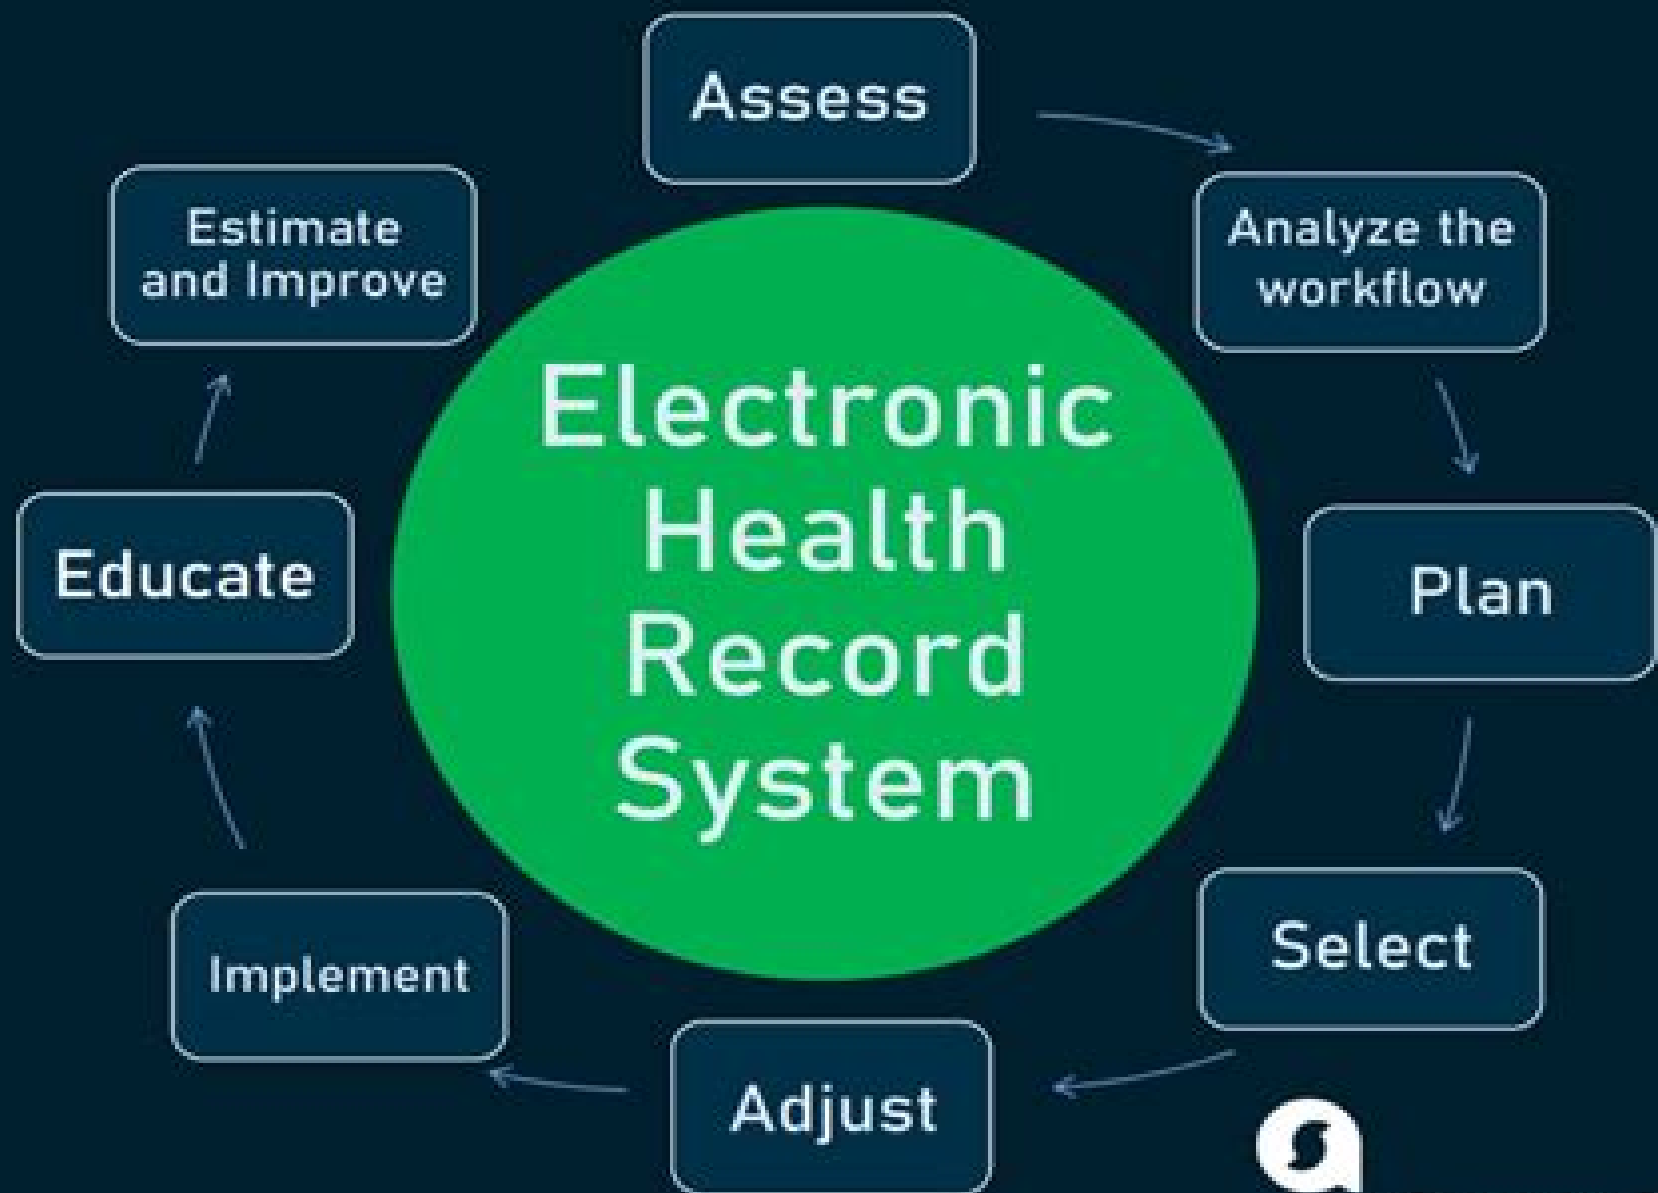 Assess
Analyze the
workflow
Plan
Select
Adjust
Implement
Educate
Estimate
and Improve
Electronic
Health
Record
System